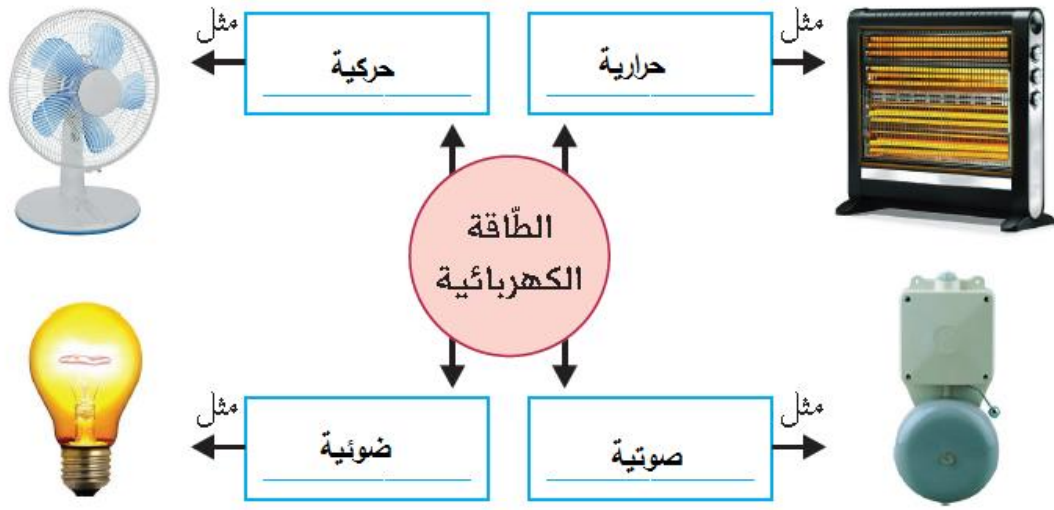 مثل
حرارية
حركية
مثل
الطّاقة
الكهربائية
مثل
صوتية
ضوئية
مثل